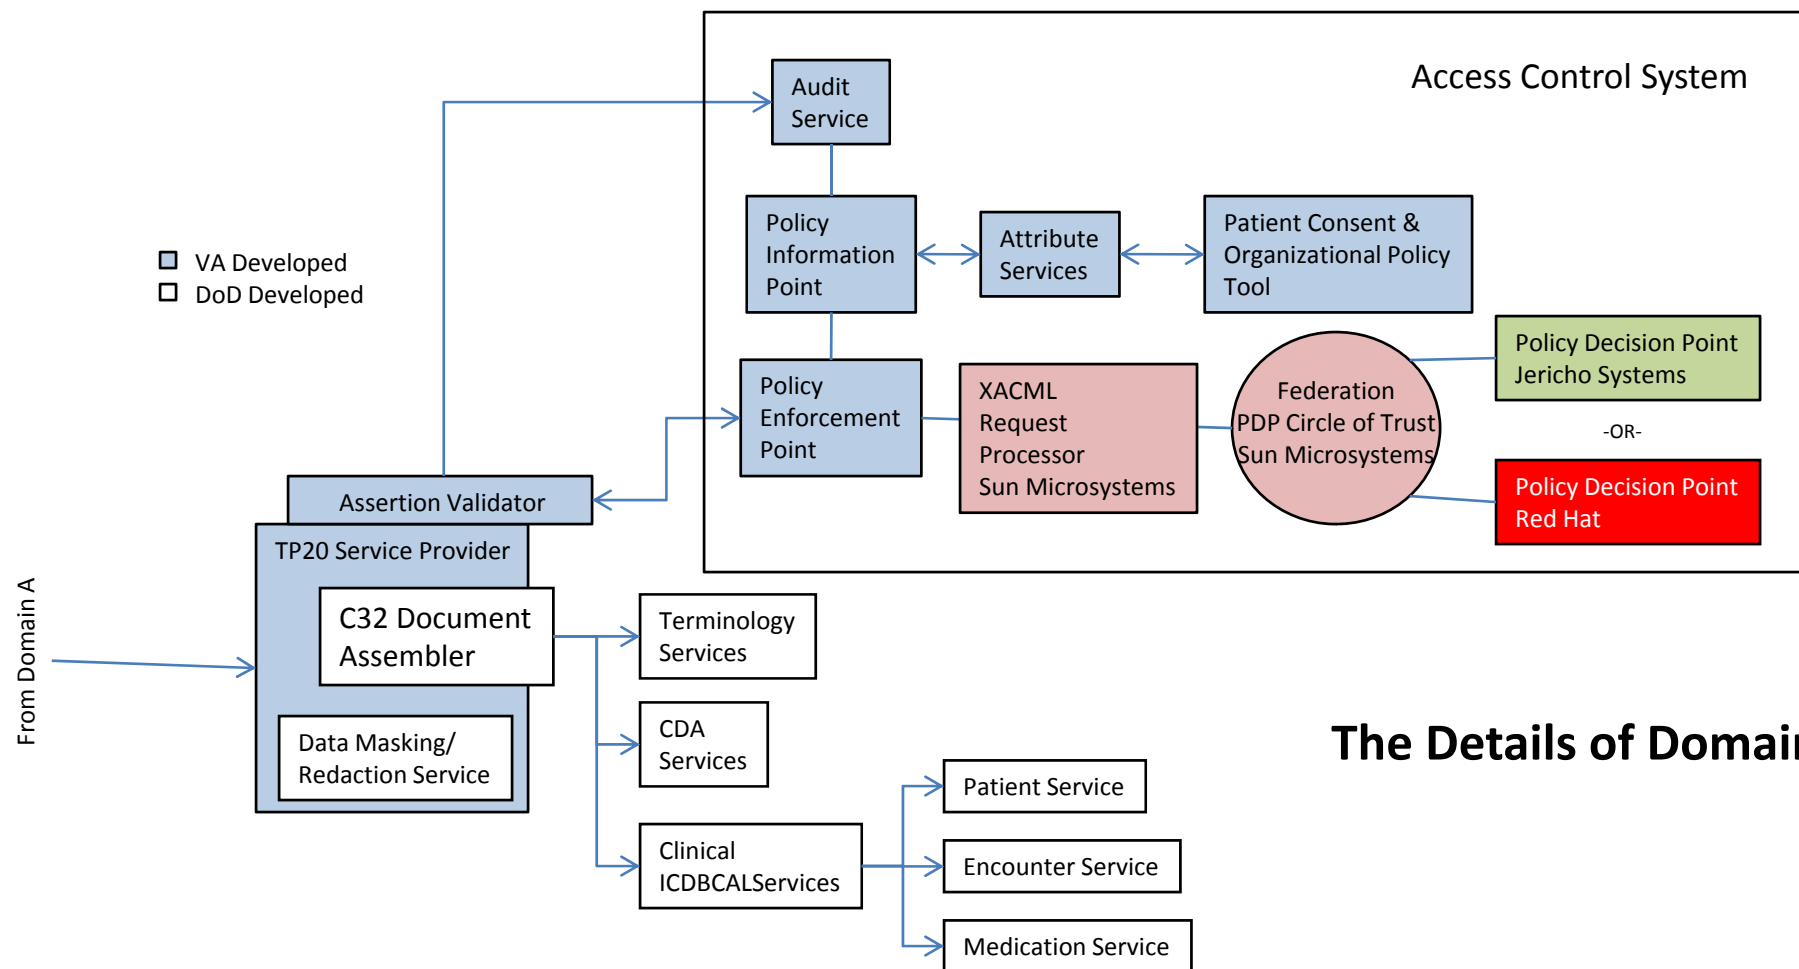 Access Control System
Audit
Service
Policy
Information
Point
Attribute
Services
Patient Consent &
Organizational Policy
Tool
VA Developed
DoD Developed
Policy
Enforcement
Point
XACML
Request
Processor
Sun Microsystems
Federation
PDP Circle of Trust
Sun Microsystems
Policy Decision Point
Jericho Systems
-OR-
Policy Decision Point
Red Hat
Assertion Validator
TP20 Service Provider
From Domain A
C32 Document
Assembler
Data Masking/
Redaction Service
Terminology
Services
CDA
Services
Clinical
ICDBCALServices
Patient Service
Encounter Service
Medication Service
The Details of Domain